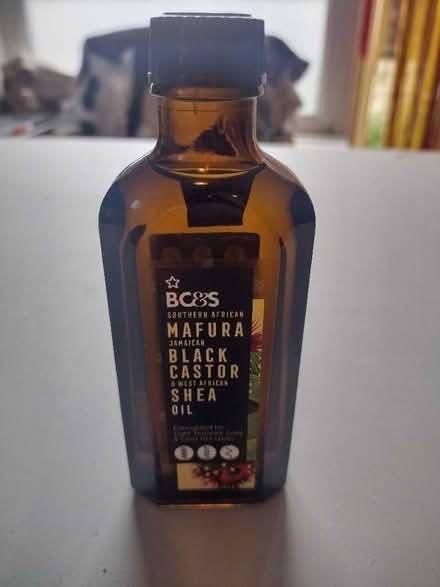 BC&S
SOUTHERN AFRICAN
MAFURA
JAMAICAN
BLACK
CASTOR
& WEST AFRICAN
SHEA
OIL